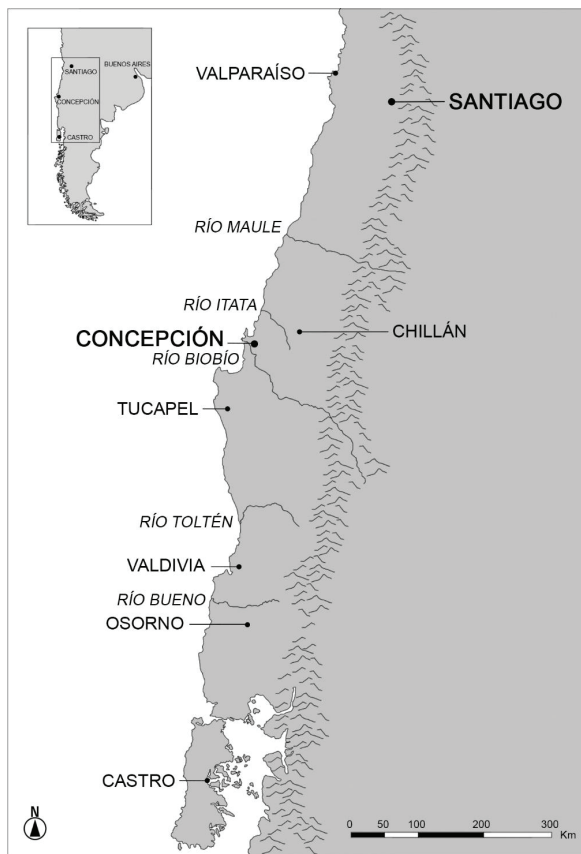 BUENOS AIRES
SANTIAGO
CONCEPCIÓN
CASTRO
VALPARAÍSO
SANTIAGO
RÍO MAULE
RÍO ITATA
CONCEPCIÓN
CHILLÁN
RÍO BIOBÍO
TUCAPEL
RÍO TOLTÉN
VALDIVIA
RÍO BUENO
OSORNO
CASTRO
N
0 50 100 200 300
Km